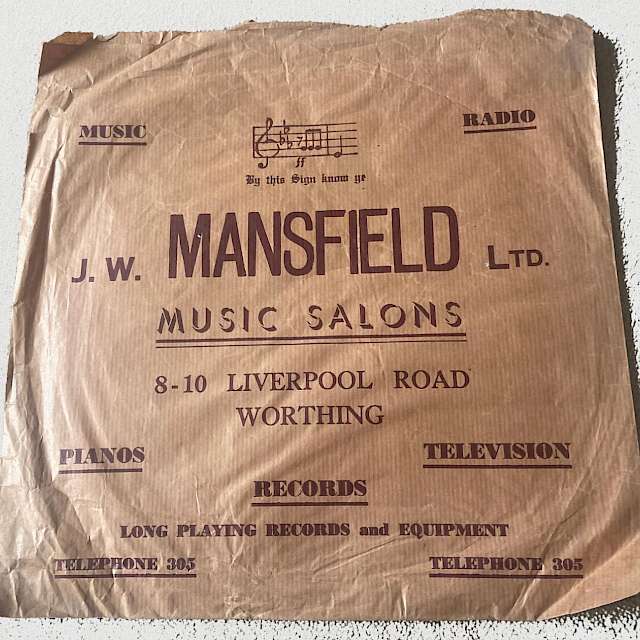 MUSIC RADIO
ff
By this Sign know ye
J. W. MANSFIELD LTD.
MUSIC SALONS
8-10 LIVERPOOL ROAD
WORTHING
PIANOS TELEVISION
RECORDS
LONG PLAYING RECORDS and EQUIPMENT
TELEPHONE 305 TELEPHONE 305